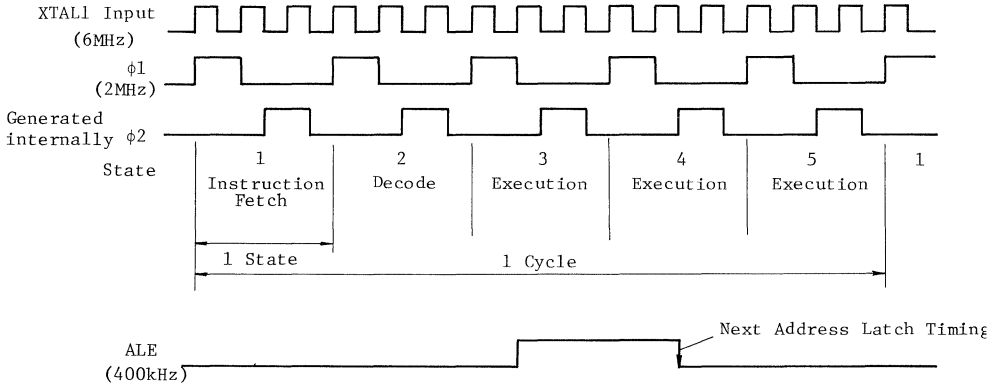 XTAL1 Input
(6MHz)
φ1
(2MHz)
Generated
internally φ2
State
1
Instruction
Fetch
2
Decode
3
Execution
4
Execution
5
Execution
1
1 State
1 Cycle
ALE
(400kHz)
Next Address Latch Timing